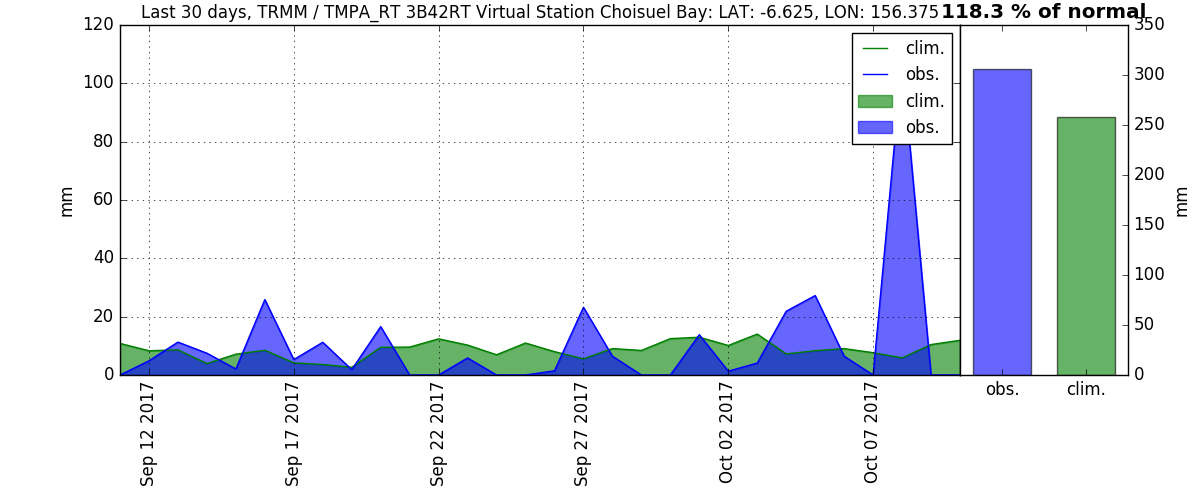 Last 30 days, TRMM / TMPA_RT 3B42RT Virtual Station Choisuel Bay: LAT: -6.625, LON: 156.375
118.3 % of normal
120
100
80
60
40
20
0
mm
clim.
obs.
clim.
obs.
Sep 12 2017
Sep 17 2017
Sep 22 2017
Sep 27 2017
Oct 02 2017
Oct 07 2017
350
300
250
200
150
100
50
0
mm
obs.
clim.